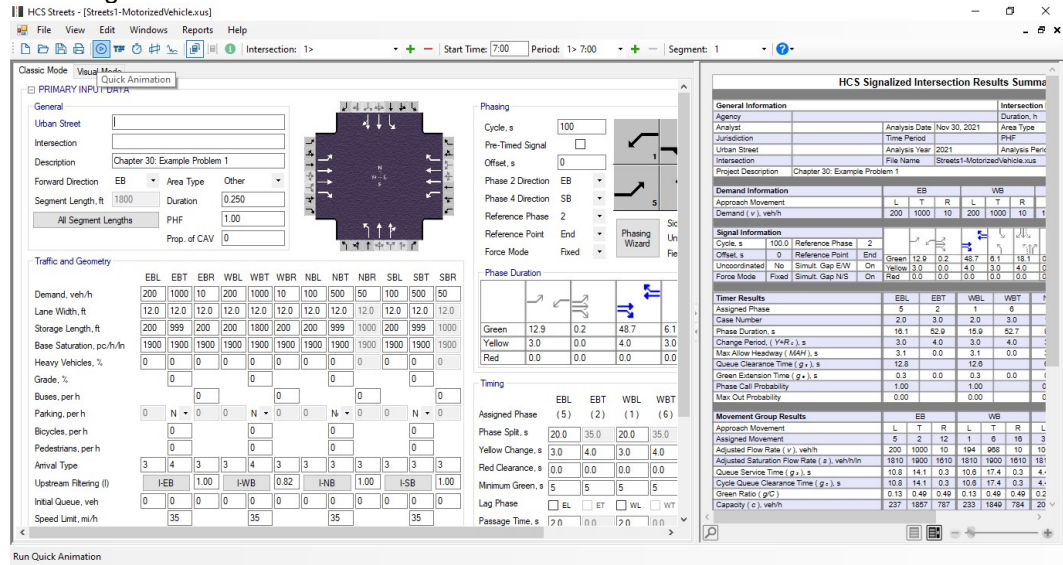 HCS Streets - [Streets1-MotorizedVehicle.xus]
File View Edit Windows Reports Help
Intersection: 1> Start Time: 7:00 Period: 1> 7:00 Segment: 1
Classic Mode Visual Mode
Quick Animation
PRIMARY INPUT DATA
General
Urban Street
Intersection
Description Chapter 30: Example Problem 1
Forward Direction EB Area Type Other
Segment Length, ft 1800 Duration 0.250
All Segment Lengths PHF 1.00
Prop. of CAV 0
Traffic and Geometry
EBL EBT EBR WBL WBT WBR NBL NBT NBR SBL SBT SBR
Demand, veh/h 200 1000 10 200 1000 10 100 500 50 100 500 50
Lane Width, ft 12.0 12.0 12.0 12.0 12.0 12.0 12.0 12.0 12.0 12.0 12.0 12.0
Storage Length, ft 200 999 200 200 1800 200 200 999 1000 200 999 1000
Base Saturation, pc/h/ln 1900 1900 1900 1900 1900 1900 1900 1900 1900 1900 1900 1900
Heavy Vehicles, % 0 0 0 0 0 0 0 0 0 0 0 0
Grade, % 0 0 0 0
Buses, per h 0 0 0 0
Parking, per h 0 N 0 0 N 0 0 N 0 0 N 0
Bicycles, per h 0 0 0 0
Pedestrians, per h 0 0 0 0
Arrival Type 3 4 3 3 4 3 3 3 3 3 3 3
Upstream Filtering (I) I-EB 1.00 I-WB 0.82 I-NB 1.00 I-SB 1.00
Initial Queue, veh 0 0 0 0 0 0 0 0 0 0 0 0
Speed Limit, mi/h 35 35 35 35
Phasing
Cycle, s 100
Pre-Timed Signal
Offset, s 0
Phase 2 Direction EB
Phase 4 Direction SB
Reference Phase 2
Reference Point End
Force Mode Fixed
Phasing Wizard
1
5
Phase Duration
Green 12.9 0.2 48.7 6.1
Yellow 3.0 0.0 4.0 3.0
Red 0.0 0.0 0.0 0.0
Timing
EBL EBT WBL WBT
Assigned Phase (5) (2) (1) (6)
Phase Split, s 20.0 35.0 20.0 35.0
Yellow Change, s 3.0 4.0 3.0 4.0
Red Clearance, s 0.0 0.0 0.0 0.0
Minimum Green, s 5 5 5 5
Lag Phase EL ET WL WT
Passage Time, s 2.0 0.0 2.0 0.0
HCS Signalized Intersection Results Summa
General Information Intersection
Agency Duration, h
Analyst Analysis Date Nov 30, 2021 Area Type
Jurisdiction Time Period PHF
Urban Street Analysis Year 2021 Analysis Peri
Intersection File Name Streets1-MotorizedVehicle.xus
Project Description Chapter 30: Example Problem 1
Demand Information EB WB
Approach Movement L T R L T R
Demand ( v ), veh/h 200 1000 10 200 1000 10
Signal Information
Cycle, s 100.0 Reference Phase 2
Offset, s 0 Reference Point End
Uncoordinated No Simult. Gap E/W On
Force Mode Fixed Simult. Gap N/S On
Green 12.9 0.2 48.7 6.1 18.1
Yellow 3.0 0.0 4.0 3.0 4.0
Red 0.0 0.0 0.0 0.0 0.0
Timer Results EBL EBT WBL WBT
Assigned Phase 5 2 1 6
Case Number 2.0 3.0 2.0 3.0
Phase Duration, s 16.1 52.9 15.9 52.7
Change Period, ( Y+Rc ), s 3.0 4.0 3.0 4.0
Max Allow Headway ( MAH ), s 3.1 0.0 3.1 0.0
Queue Clearance Time ( gs ), s 12.8 12.6
Green Extension Time ( ge ), s 0.3 0.0 0.3 0.0
Phase Call Probability 1.00 1.00
Max Out Probability 0.00 0.00
Movement Group Results EB WB
Approach Movement L T R L T R
Assigned Movement 5 2 12 1 6 16
Adjusted Flow Rate ( v ), veh/h 200 1000 10 194 968 10
Adjusted Saturation Flow Rate ( s ), veh/h/ln 1810 1900 1610 1810 1900 1610
Queue Service Time ( gs ), s 10.8 14.1 0.3 10.6 17.4 0.3
Cycle Queue Clearance Time ( gc ), s 10.8 14.1 0.3 10.6 17.4 0.3
Green Ratio ( g/C ) 0.13 0.49 0.49 0.13 0.49 0.49
Capacity ( c ), veh/h 237 1857 787 233 1849 784
Run Quick Animation